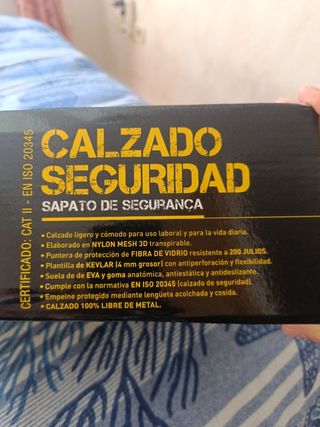 CERTIFICADO: CAT II - EN ISO 20345
CALZADO
SEGURIDAD
SAPATO DE SEGURANÇA
• Calzado ligero y cómodo para uso laboral y para la vida diaria.
• Elaborado en NYLON MESH 3D transpirable.
• Puntera de protección de FIBRA DE VIDRIO resistente a 200 JULIOS.
• Plantilla de KEVLAR (4 mm grosor) con antiperforación y flexibilidad.
• Suela de de EVA y goma anatómica, antiestática y antideslizante.
• Cumple con la normativa EN ISO 20345 (calzado de seguridad).
• Empeine protegido mediante lengüeta acolchada y cosida.
• CALZADO 100% LIBRE DE METAL.